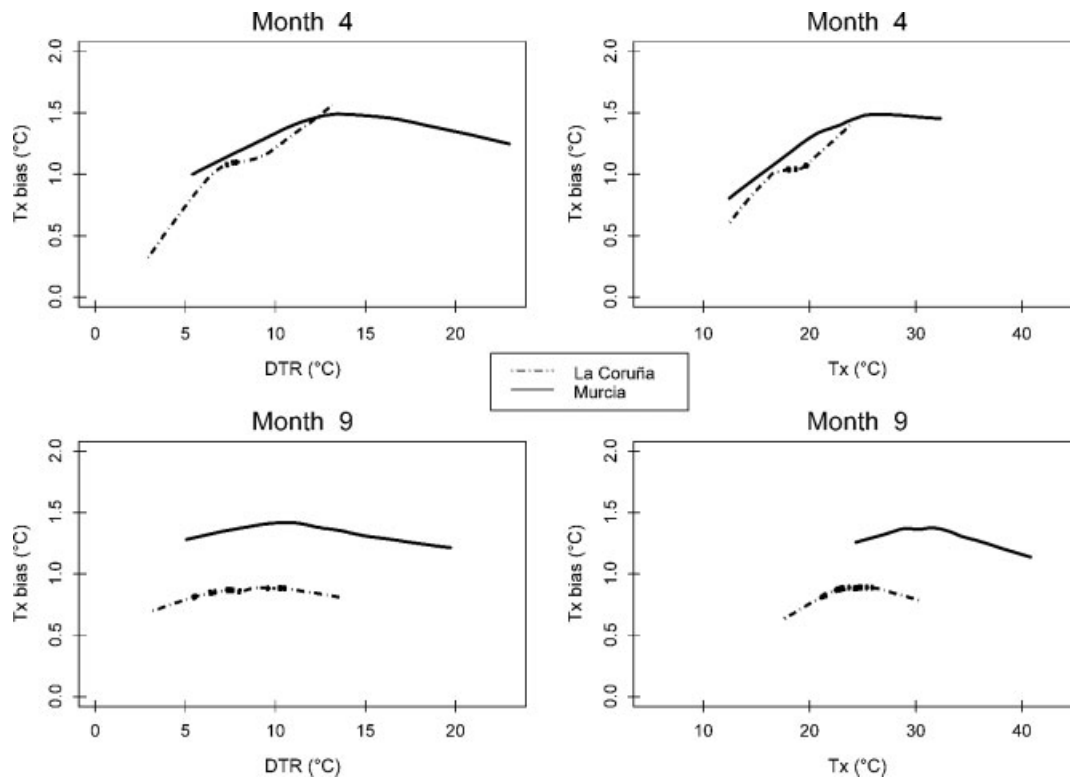 Month 4
Tx bias (°C)
2.0
1.5
1.0
0.5
0.0
0 5 10 15 20
DTR (°C)
Month 4
Tx bias (°C)
2.0
1.5
1.0
0.5
0.0
10 20 30 40
Tx (°C)
La Coruña
Murcia
Month 9
Tx bias (°C)
2.0
1.5
1.0
0.5
0.0
0 5 10 15 20
DTR (°C)
Month 9
Tx bias (°C)
2.0
1.5
1.0
0.5
0.0
10 20 30 40
Tx (°C)